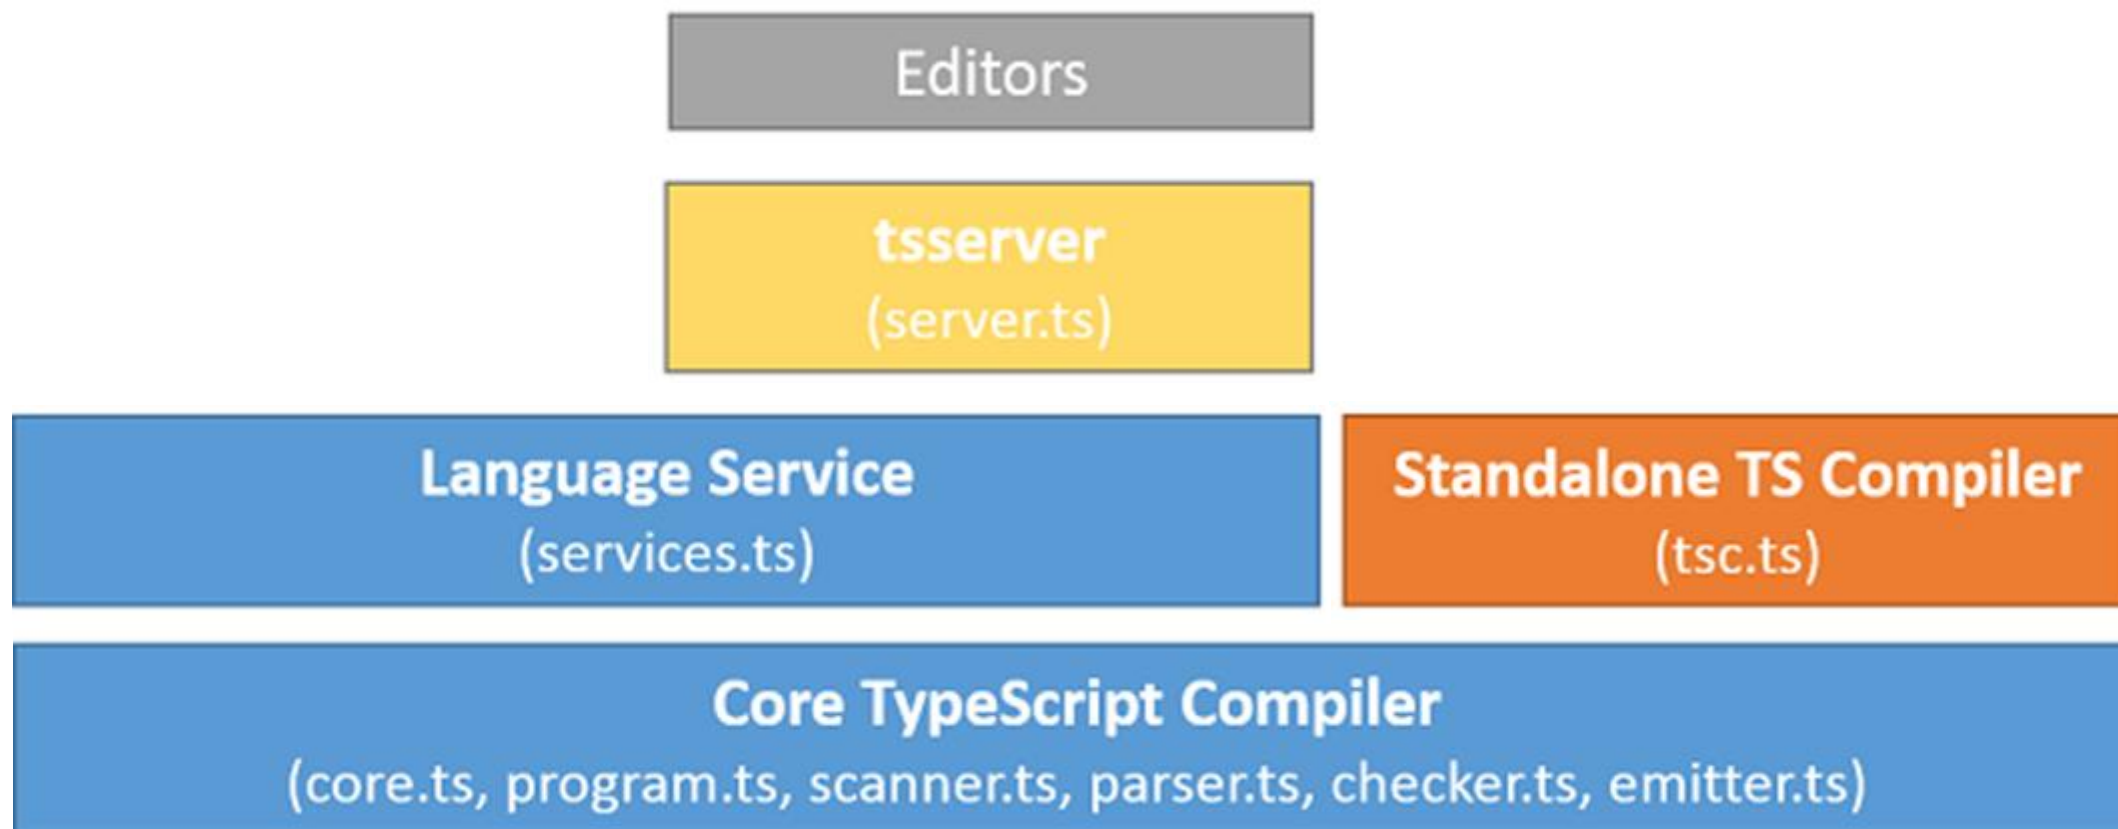 Editors
tsserver
(server.ts)
Language Service
(services.ts)
Standalone TS Compiler
(tsc.ts)
Core TypeScript Compiler
(core.ts, program.ts, scanner.ts, parser.ts, checker.ts, emitter.ts)